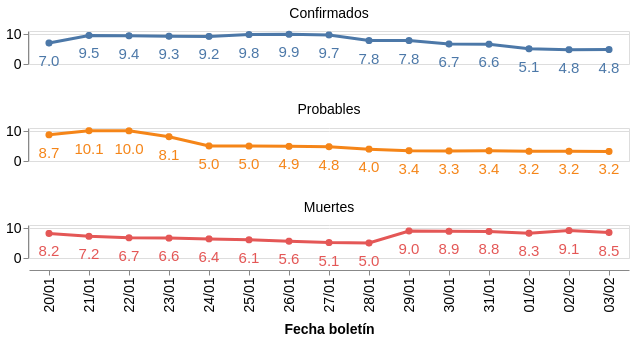 Confirmados
10
0
7.0 9.5 9.4 9.3 9.2 9.8 9.9 9.7 7.8 7.8 6.7 6.6 5.1 4.8 4.8
Probables
10
0
8.7 10.1 10.0 8.1 5.0 5.0 4.9 4.8 4.0 3.4 3.3 3.4 3.2 3.2 3.2
Muertes
10
0
8.2 7.2 6.7 6.6 6.4 6.1 5.6 5.1 5.0 9.0 8.9 8.8 8.3 9.1 8.5
20/01 21/01 22/01 23/01 24/01 25/01 26/01 27/01 28/01 29/01 30/01 31/01 01/02 02/02 03/02
Fecha boletín